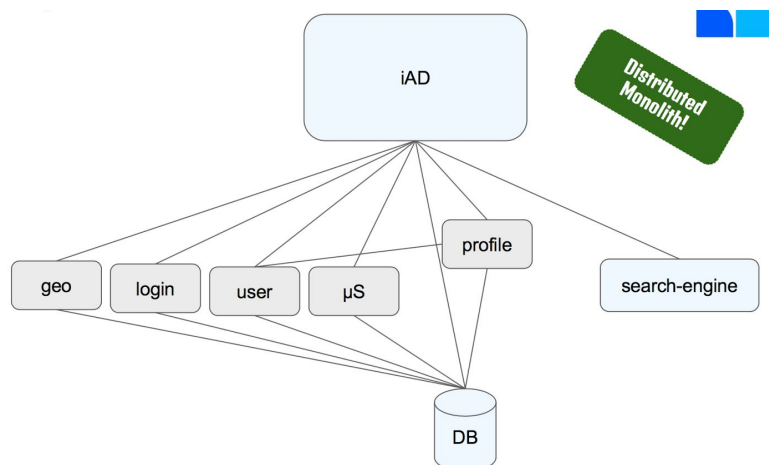 iAD
Distributed
Monolith!
profile
geo
login
user
µS
search-engine
DB